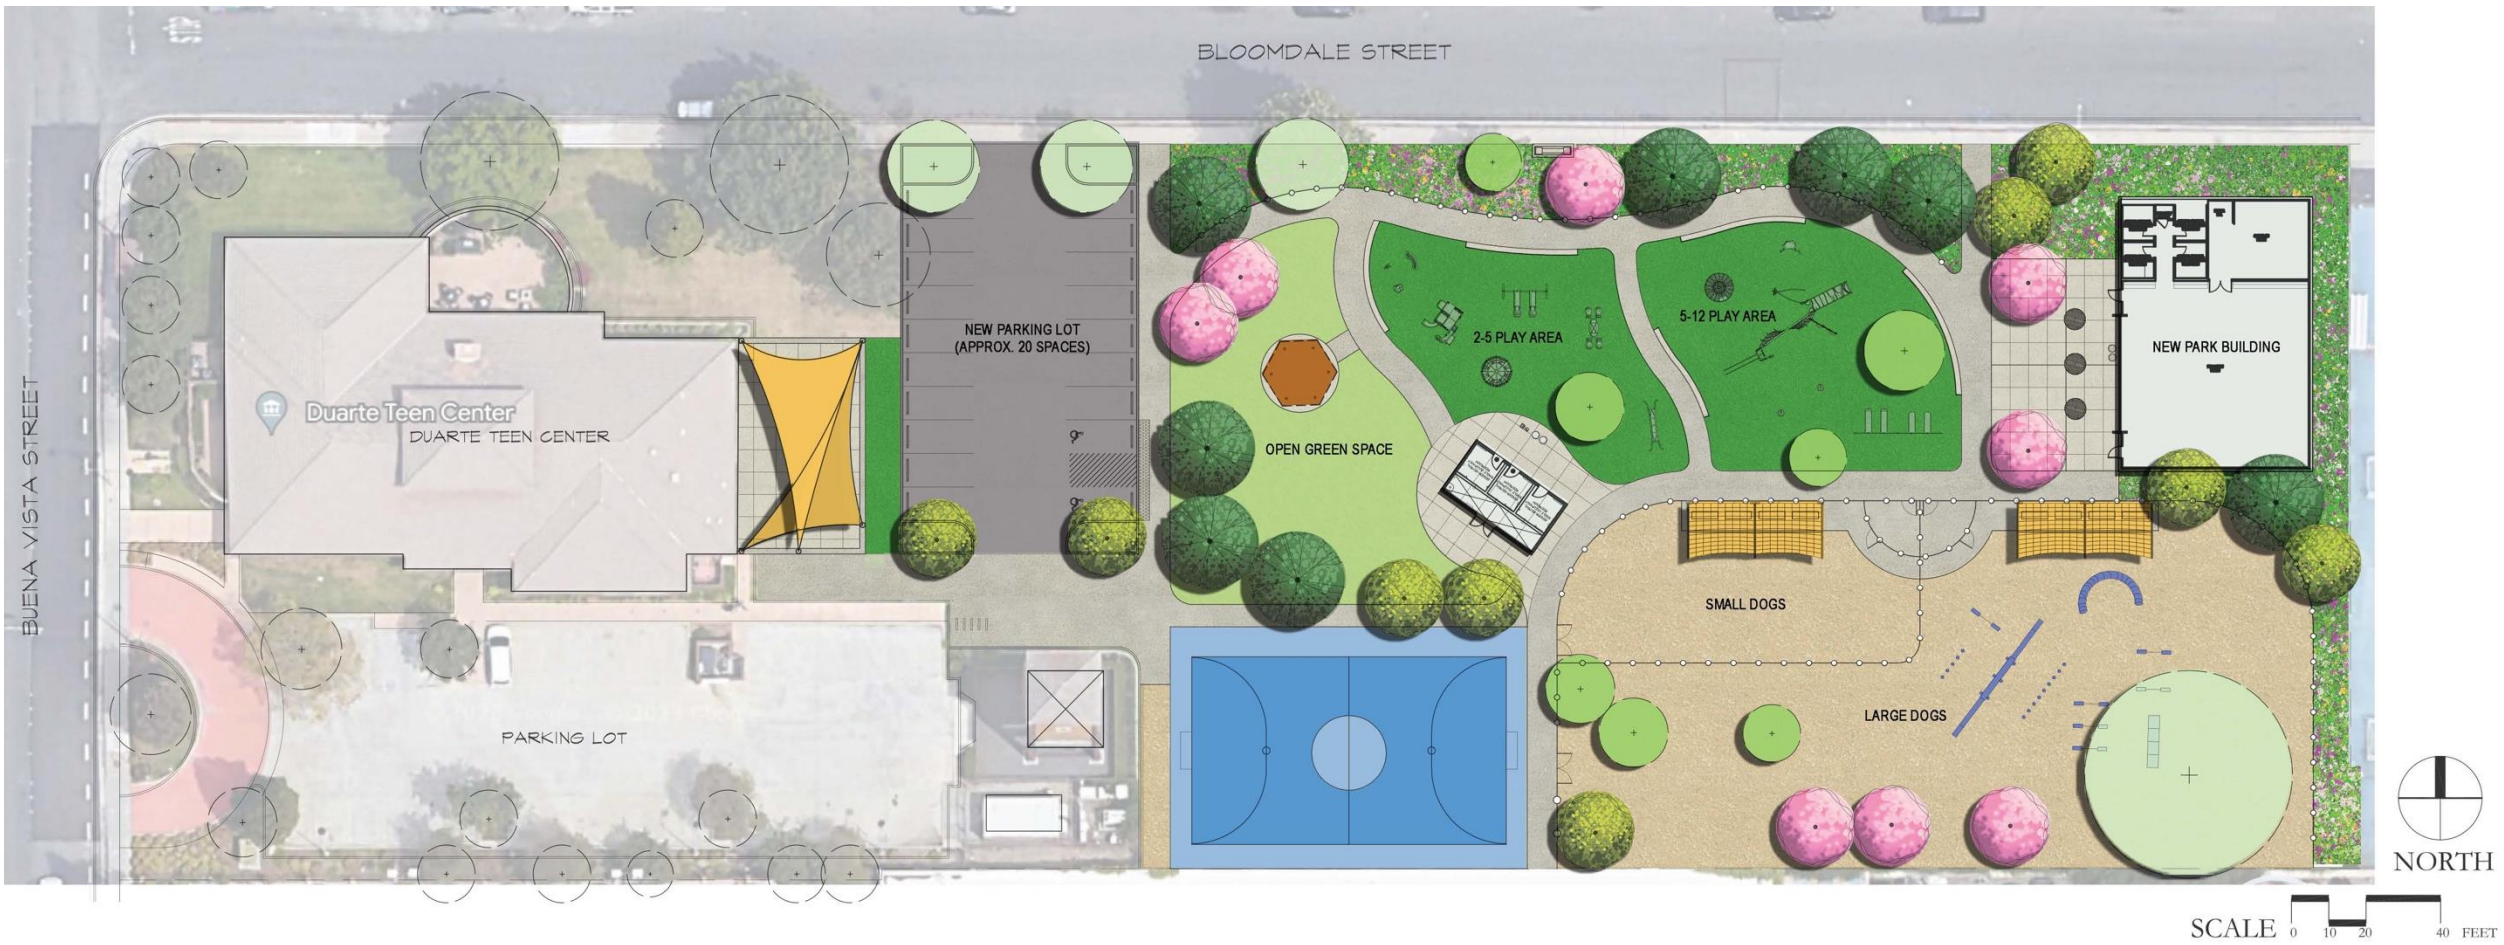 BLOOMDALE STREET
BUENA VISTA STREET
Duarte Teen Center
DUARTE TEEN CENTER
PARKING LOT
NEW PARKING LOT
(APPROX. 20 SPACES)
OPEN GREEN SPACE
2-5 PLAY AREA
5-12 PLAY AREA
NEW PARK BUILDING
SMALL DOGS
LARGE DOGS
NORTH
SCALE 0 10 20 40 FEET